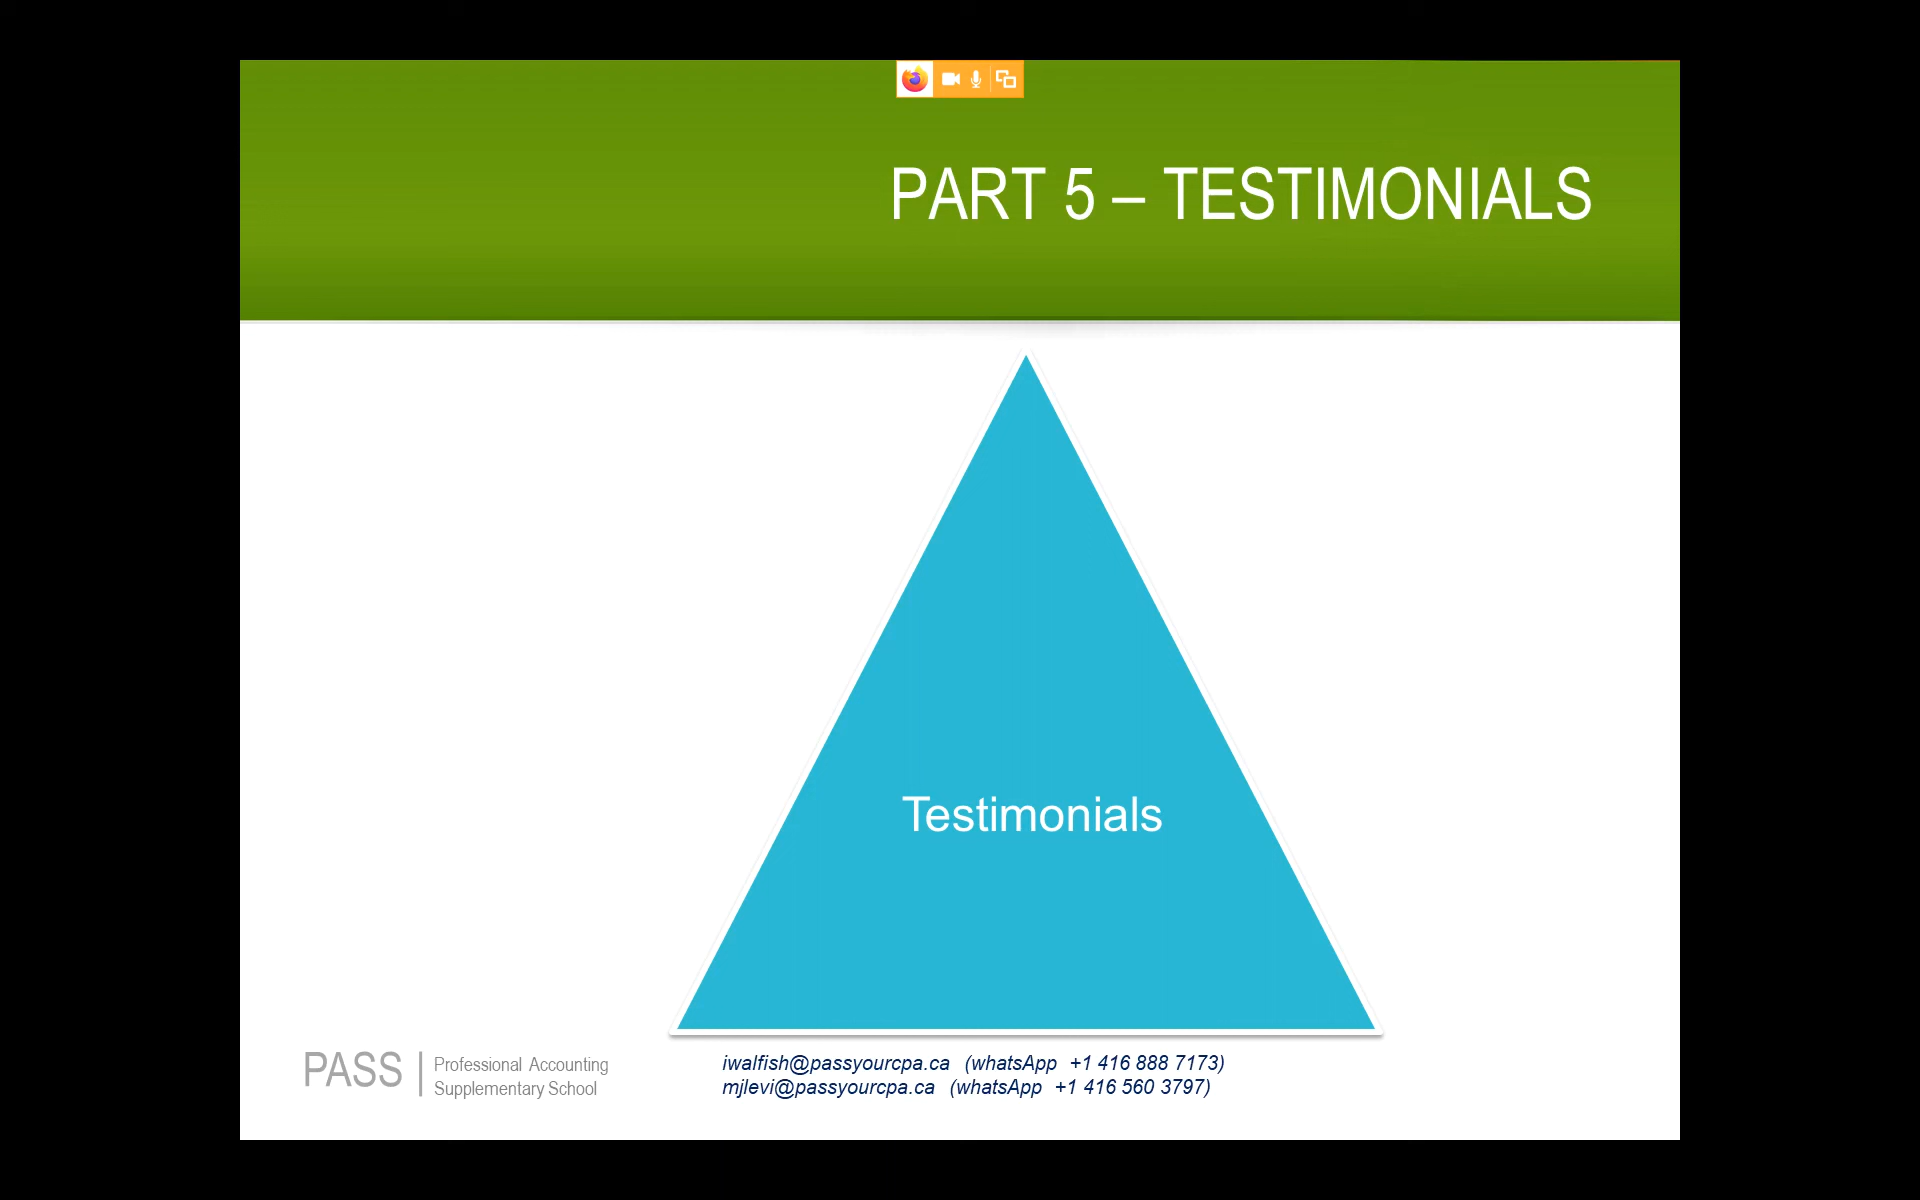 PART 5 – TESTIMONIALS
Testimonials
PASS
Professional Accounting
Supplementary School
iwalfish@passyourcpa.ca (whatsApp +1 416 888 7173)
mjlevi@passyourcpa.ca (whatsApp +1 416 560 3797)